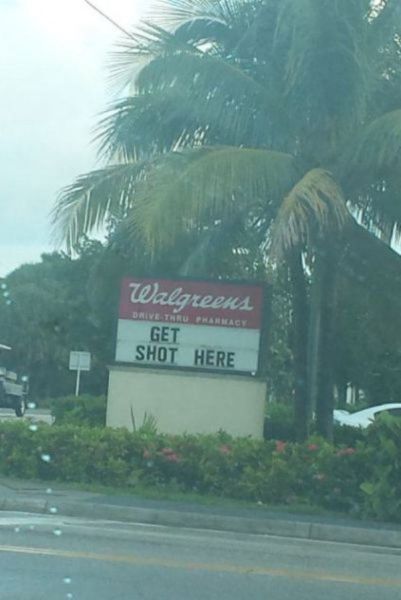 Walgreens
DRIVE-THRU PHARMACY
GET
SHOT HERE